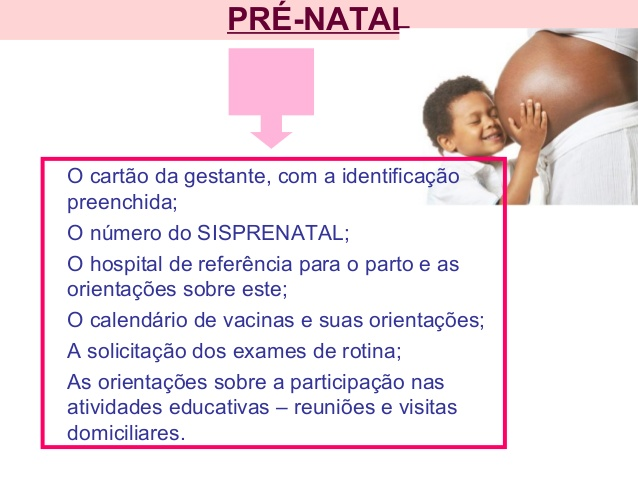 PRÉ-NATAL
O cartão da gestante, com a identificação
preenchida;
O número do SISPRENATAL;
O hospital de referência para o parto e as
orientações sobre este;
O calendário de vacinas e suas orientações;
A solicitação dos exames de rotina;
As orientações sobre a participação nas
atividades educativas – reuniões e visitas
domiciliares.